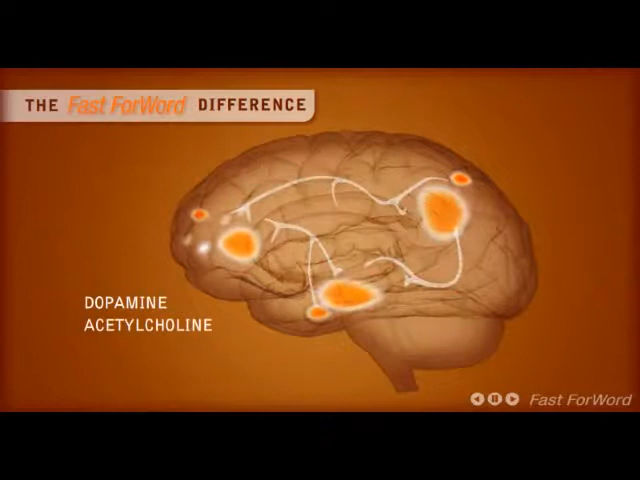 THE Fast ForWord DIFFERENCE
DOPAMINE
ACETYLCHOLINE
Fast ForWord